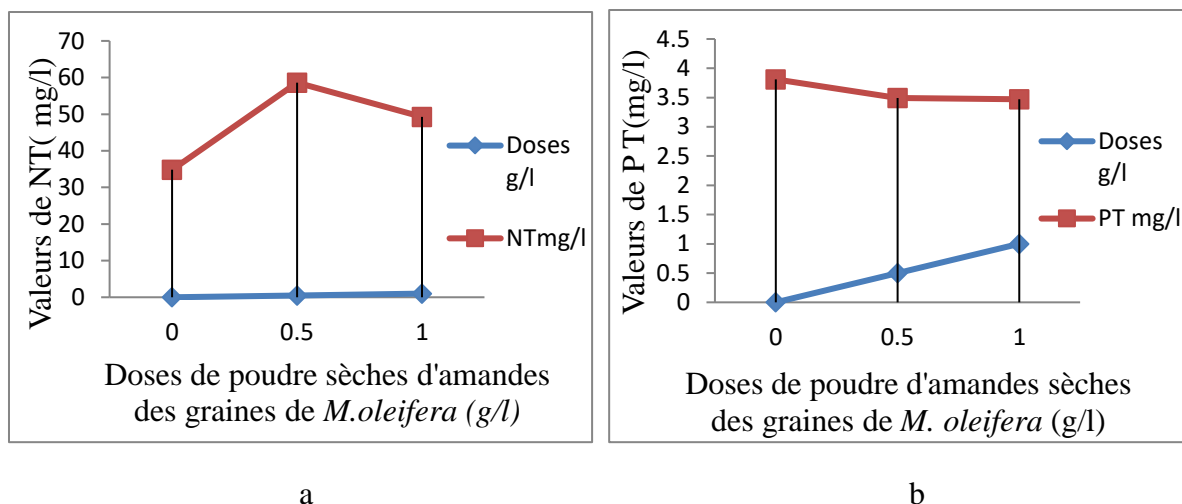 70
60
50
40
30
20
10
0
Valeurs de NT( mg/l)
0 0.5 1
Doses de poudre sèches d'amandes
des graines de M.oleifera (g/l)
Doses
g/l
NTmg/l
a
4.5
4
3.5
3
2.5
2
1.5
1
0.5
0
Valeurs de P T(mg/l)
0 0.5 1
Doses de poudre d'amandes sèches
des graines de M. oleifera (g/l)
Doses
g/l
PT mg/l
b